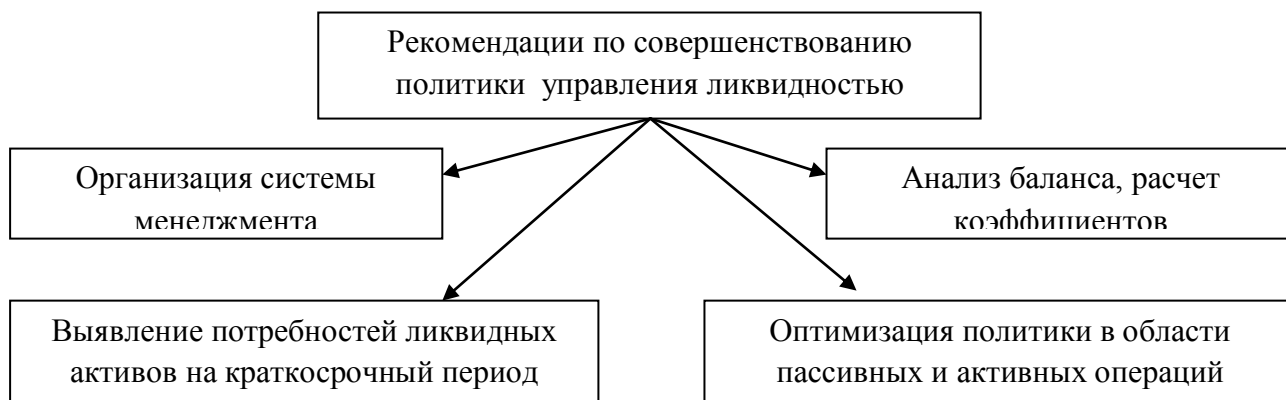 Рекомендации по совершенствованию
политики управления ликвидностью
Организация системы
менеджмента
Анализ баланса, расчет
коэффициентов
Выявление потребностей ликвидных
активов на краткосрочный период
Оптимизация политики в области
пассивных и активных операций